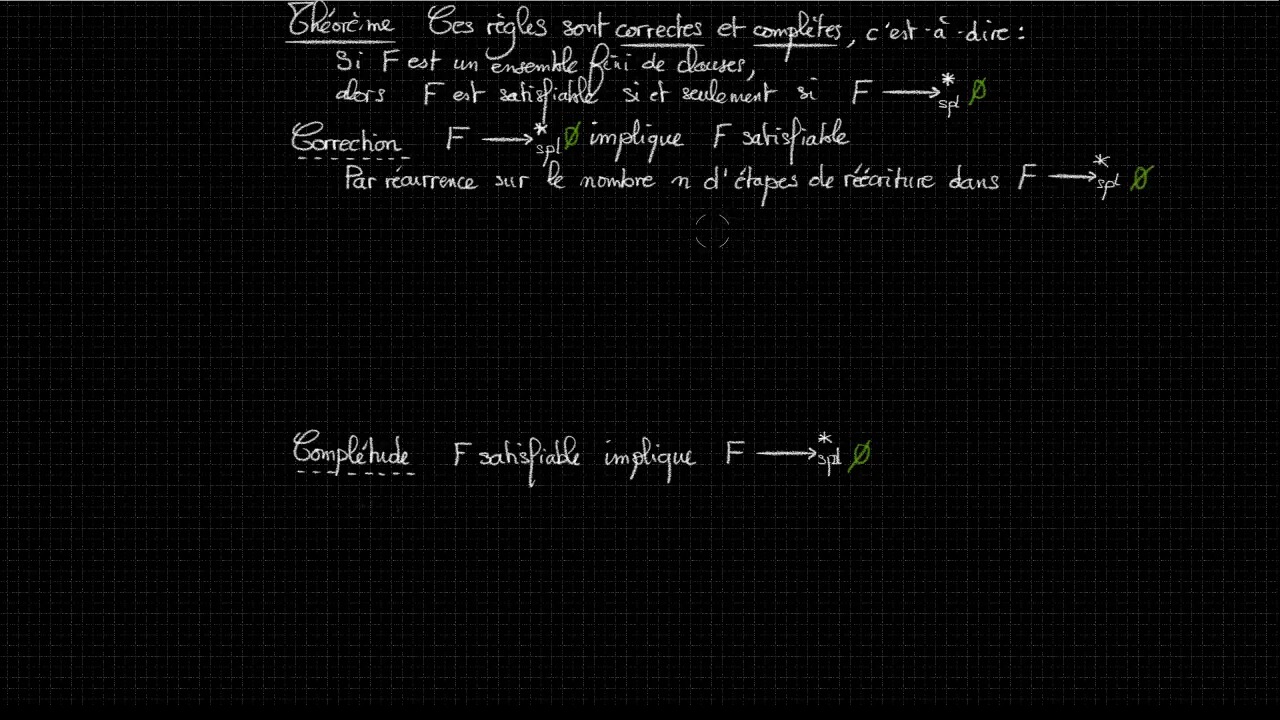 Théorème Ces règles sont correctes et complètes, c'est-à-dire :
Si F est un ensemble fini de clauses,
alors F est satisfiable si et seulement si F →*spl ∅
Correction F →*spl ∅ implique F satisfiable
Par récurrence sur le nombre n d'étapes de réécriture dans F →*spl ∅
Complétude F satisfiable implique F →*spl ∅